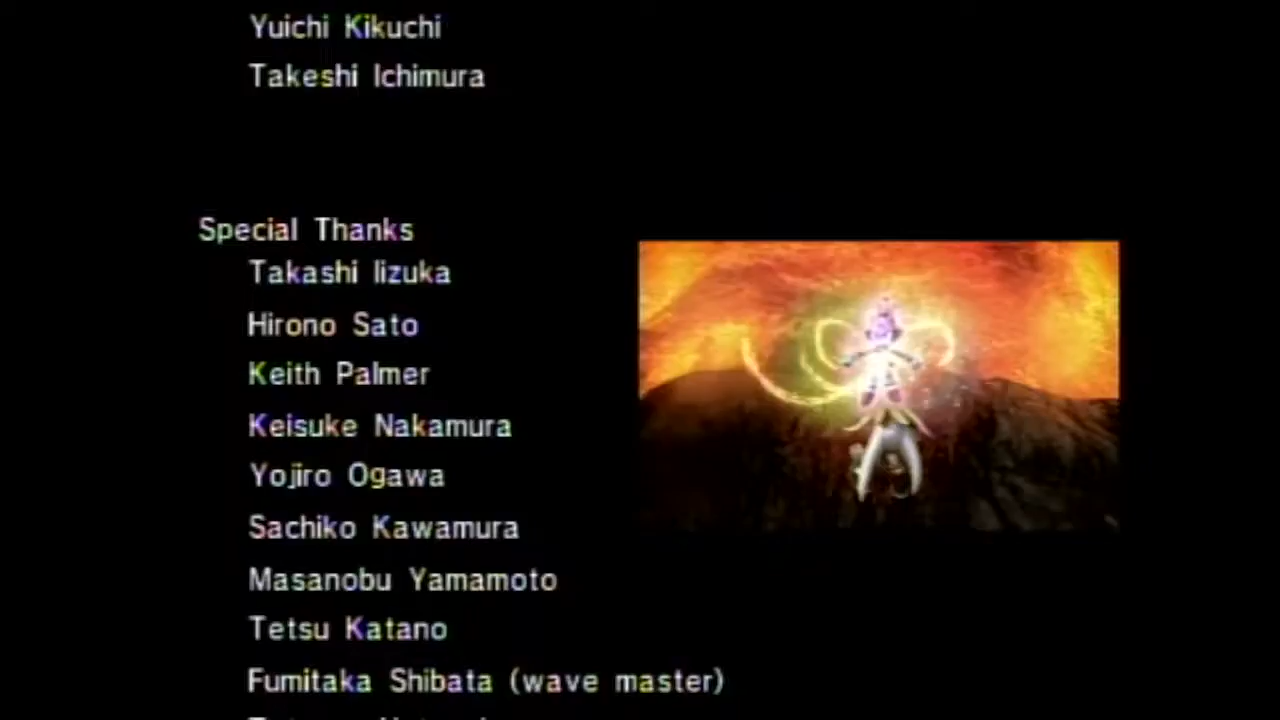 Yuichi Kikuchi
Takeshi Ichimura
Special Thanks
Takashi Iizuka
Hirono Sato
Keith Palmer
Keisuke Nakamura
Yojiro Ogawa
Sachiko Kawamura
Masanobu Yamamoto
Tetsu Katano
Fumitaka Shibata (wave master)